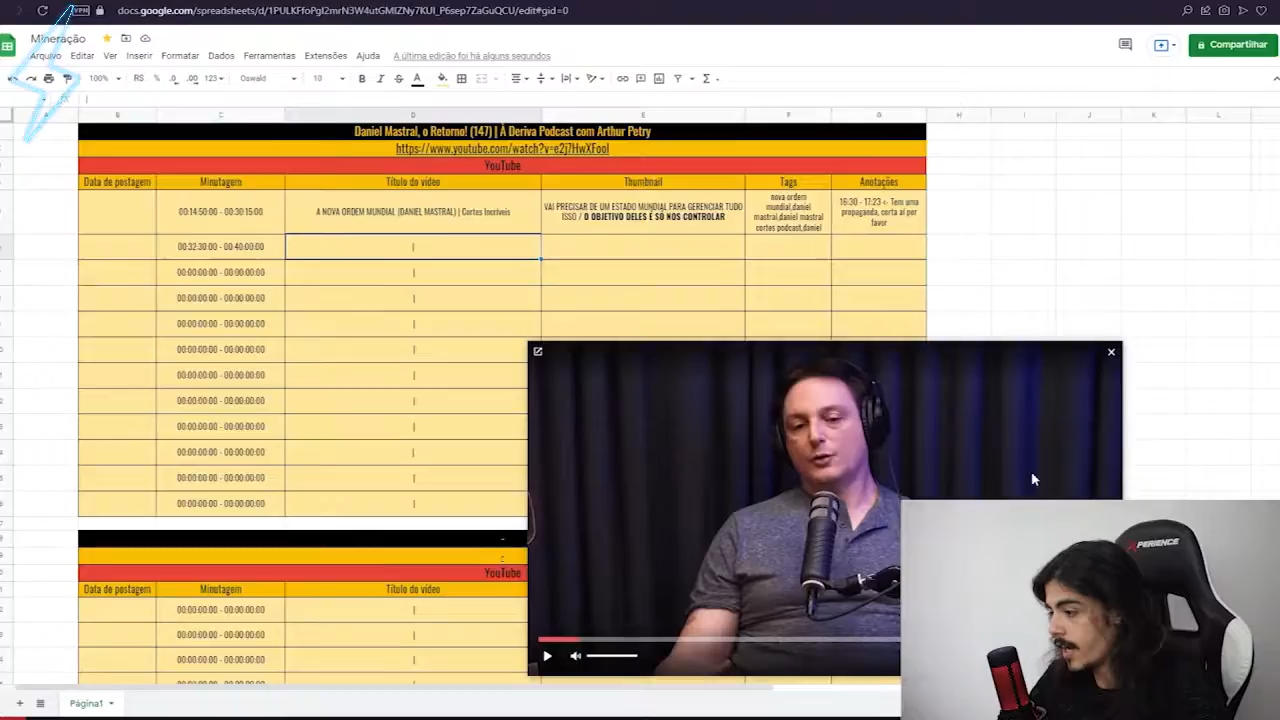 VPN docs.google.com/spreadsheets/d/1PULKFfoPgI2mrN3W4utGMIZNy7KUI_P6sep7ZaGuQCU/edit#gid=0
Mineração
Arquivo Editar Ver Inserir Formatar Dados Ferramentas Extensões Ajuda A última edição foi há alguns segundos
Compartilhar
100% R$ % .0 .00 123 Oswald 10 B I S A Σ
A B C D E F G H I J K L
Daniel Mastral, o Retorno! (147) | À Deriva Podcast com Arthur Petry
https://www.youtube.com/watch?v=e2j7HwXFooI
YouTube
Data de postagem Minutagem Título do vídeo Thumbnail Tags Anotações
00:14:50:00 - 00:30:15:00 A NOVA ORDEM MUNDIAL (DANIEL MASTRAL) | Cortes Incríveis
VAI PRECISAR DE UM ESTADO MUNDIAL PARA GERENCIAR TUDO
ISSO / O OBJETIVO DELES É SÓ NOS CONTROLAR
nova ordem
mundial,daniel
mastral,daniel mastral
cortes podcast,daniel
16:30 - 17:23 <- Tem uma
propaganda, corta aí por
favor
00:32:30:00 - 00:40:00:00 |
00:00:00:00 - 00:00:00:00 |
00:00:00:00 - 00:00:00:00 |
00:00:00:00 - 00:00:00:00 |
00:00:00:00 - 00:00:00:00 |
00:00:00:00 - 00:00:00:00 |
00:00:00:00 - 00:00:00:00 |
00:00:00:00 - 00:00:00:00 |
00:00:00:00 - 00:00:00:00 |
00:00:00:00 - 00:00:00:00 |
00:00:00:00 - 00:00:00:00 |
YouTube
Data de postagem Minutagem Título do vídeo
00:00:00:00 - 00:00:00:00 |
00:00:00:00 - 00:00:00:00 |
00:00:00:00 - 00:00:00:00 |
XPERIENCE
Página1